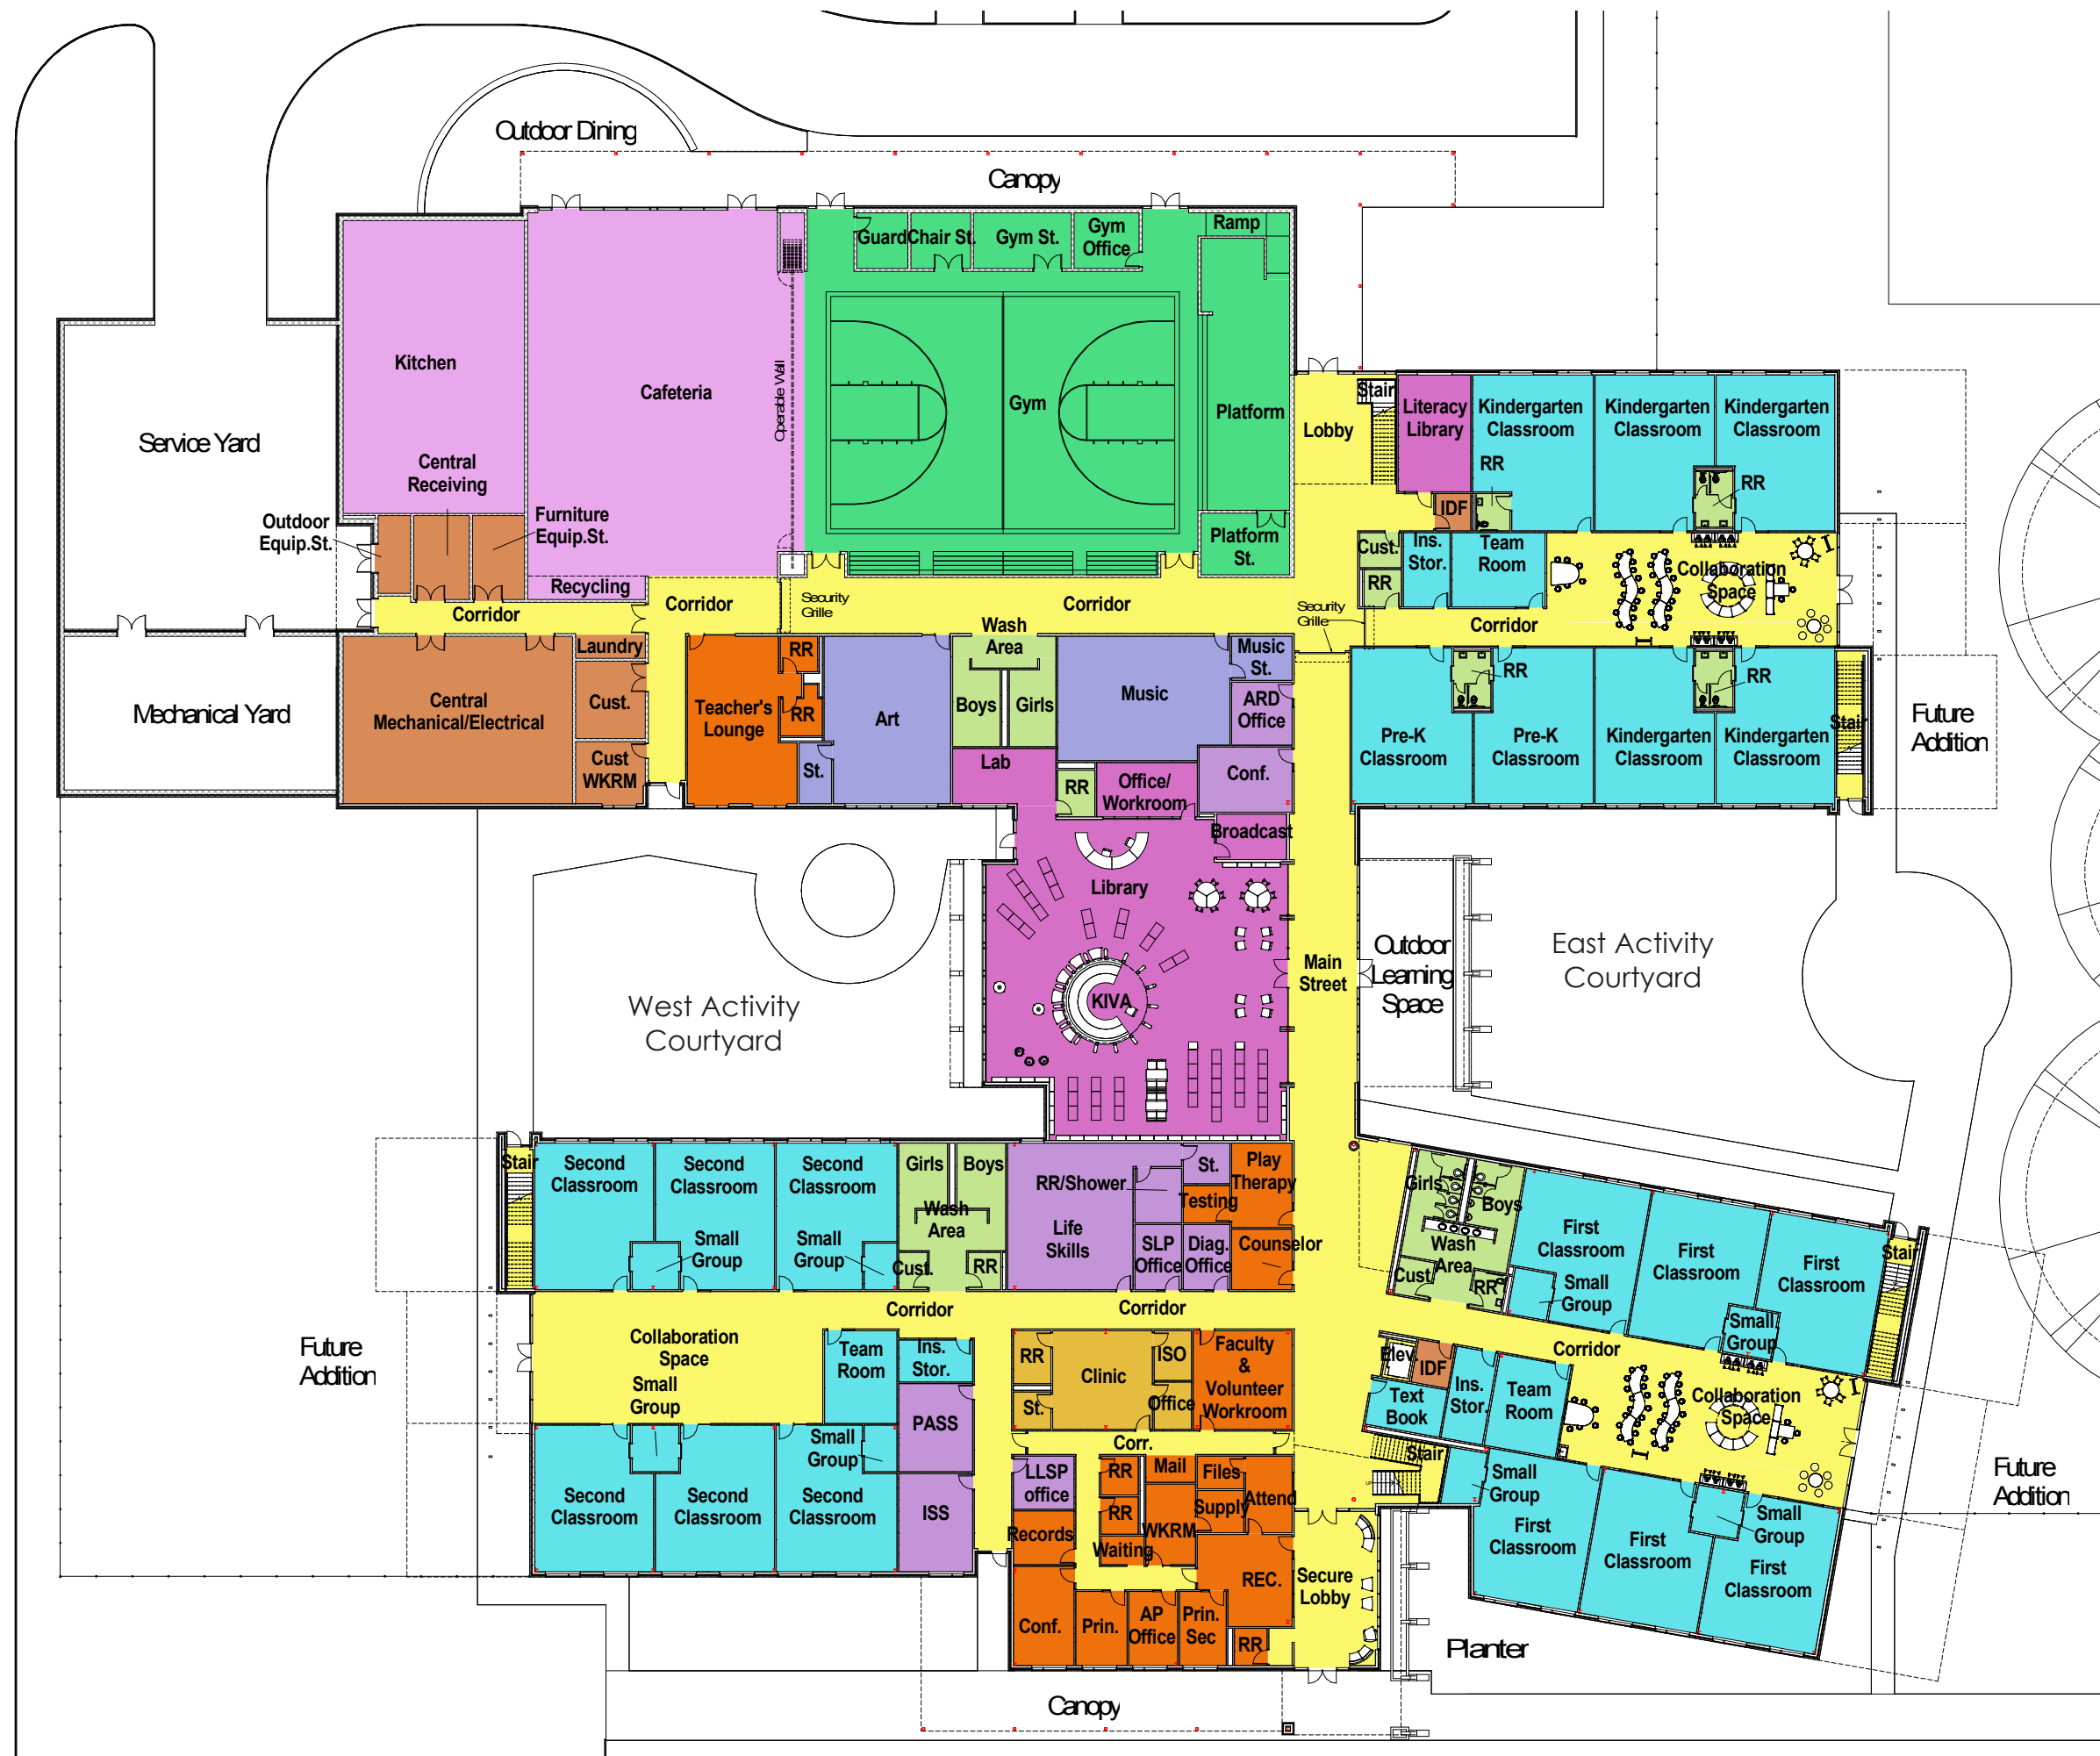 Outdoor Dining
Canopy
Guard
Chair St.
Gym St.
Gym
Office
Ramp
Kitchen
Cafeteria
Operable Wall
Gym
Platform
Lobby
Stair
Literacy
Library
Kindergarten
Classroom
Kindergarten
Classroom
Kindergarten
Classroom
RR
RR
Service Yard
Central
Receiving
Outdoor
Equip.St.
Furniture
Equip.St.
Platform
St.
IDF
Cust.
Ins.
Stor.
Team
Room
RR
Collaboration
Space
Recycling
Corridor
Corridor
Security
Grille
Corridor
Security
Grille
Corridor
Wash
Area
Laundry
RR
Music
St.
RR
RR
Mechanical Yard
Central
Mechanical/Electrical
Cust.
Teacher's
Lounge
RR
Art
Boys
Girls
Music
ARD
Office
Pre-K
Classroom
Pre-K
Classroom
Kindergarten
Classroom
Kindergarten
Classroom
Stair
Future
Addition
Cust
WKRM
St.
Lab
RR
Office/
Workroom
Conf.
Broadcast
Library
KIVA
Main
Street
Outdoor
Learning
Space
East Activity
Courtyard
West Activity
Courtyard
Stair
Second
Classroom
Second
Classroom
Second
Classroom
Girls
Boys
RR/Shower
St.
Play
Therapy
Testing
Girls
Boys
Small
Group
Small
Group
Wash
Area
Life
Skills
SLP
Office
Diag.
Office
Counselor
Cust.
RR
Wash
Area
Cust.
RR
First
Classroom
First
Classroom
First
Classroom
Stair
Small
Group
Small
Group
Corridor
Corridor
Corridor
Future
Addition
Collaboration
Space
Small
Group
Team
Room
Ins.
Stor.
RR
Clinic
ISO
Faculty
&
Volunteer
Workroom
St.
Office
Elev.
IDF
Text
Book
Ins.
Stor.
Team
Room
Collaboration
Space
PASS
Small
Group
Corr.
Stair
Small
Group
Future
Addition
LLSP
office
RR
Mail
Files
Attend
Second
Classroom
Second
Classroom
Second
Classroom
ISS
Records
RR
WKRM
Supply
Waiting
First
Classroom
First
Classroom
Small
Group
First
Classroom
REC.
Secure
Lobby
Conf.
Prin.
AP
Office
Prin.
Sec
RR
Planter
Canopy